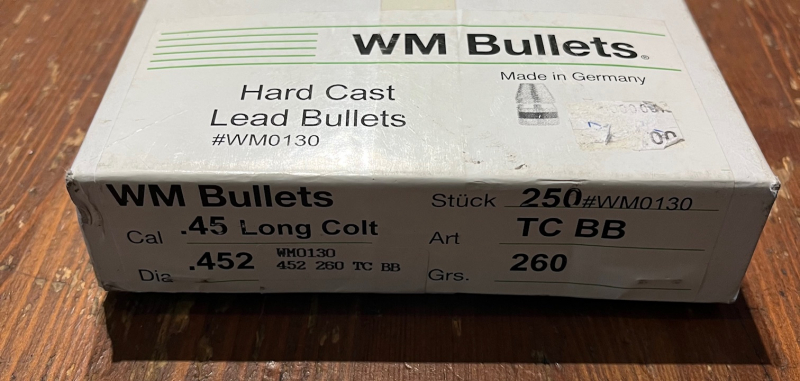 WM Bullets®
Made in Germany
Hard Cast
Lead Bullets
#WM0130
WM Bullets
Stück 250 #WM0130
Cal .45 Long Colt
Art TC BB
Dia .452
WM0130
452 260 TC BB
Grs. 260